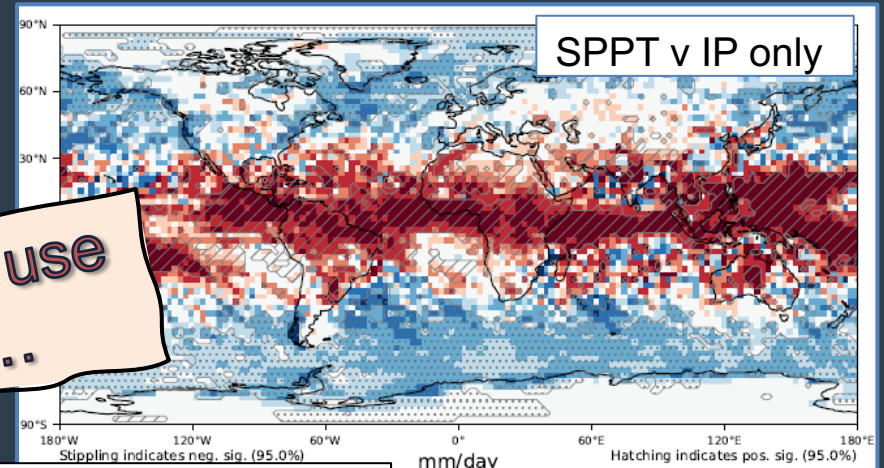 SPPT v IP only
90°N
60°N
30°N
use
..
90°S
180°W 120°W 60°W 0° 60°E 120°E 180°E
Stippling indicates neg. sig. (95.0%) mm/day Hatching indicates pos. sig. (95.0%)